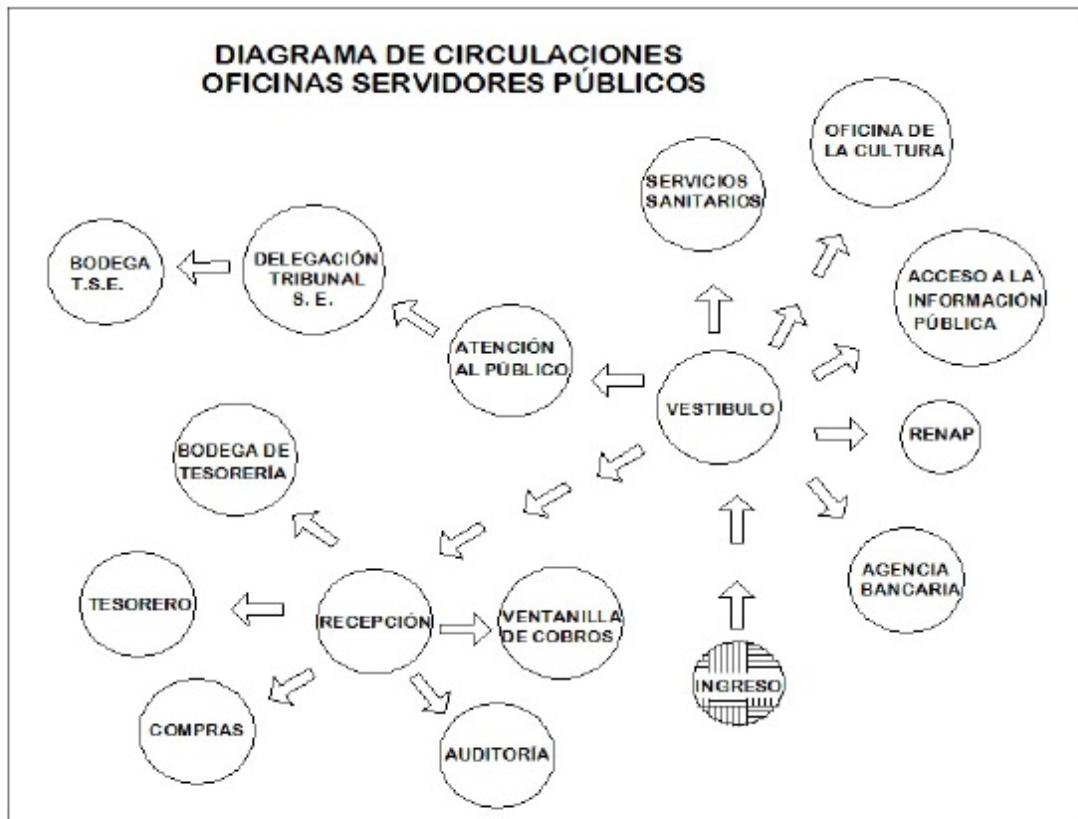 DIAGRAMA DE CIRCULACIONES
OFICINAS SERVIDORES PÚBLICOS
OFICINA DE
LA CULTURA
SERVICIOS
SANITARIOS
BODEGA
T.S.E.
DELEGACIÓN
TRIBUNAL
S. E.
ACCESO A LA
INFORMACIÓN
PÚBLICA
ATENCIÓN
AL PÚBLICO
VESTIBULO
RENAP
BODEGA DE
TESORERÍA
AGENCIA
BANCARIA
TESORERO
RECEPCIÓN
VENTANILLA
DE COBROS
INGRESO
COMPRAS
AUDITORÍA